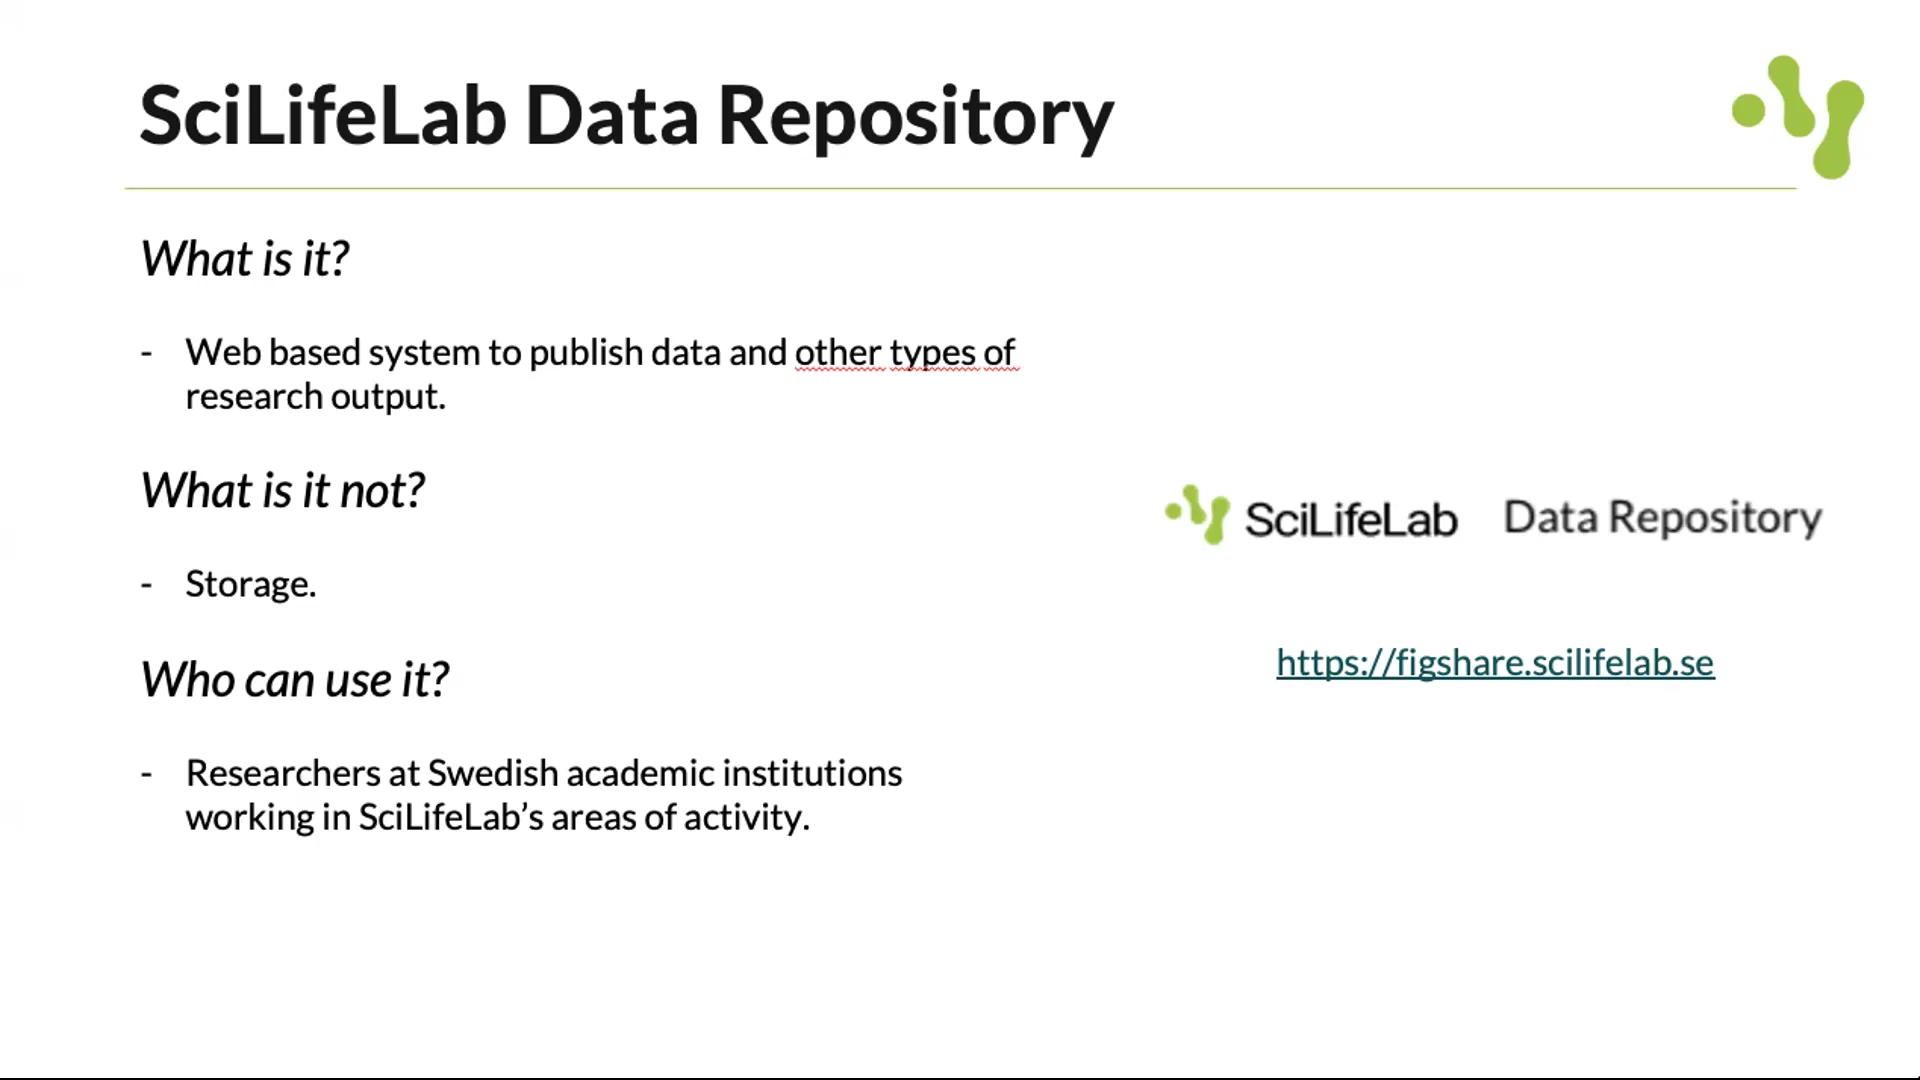 SciLifeLab Data Repository
What is it?
- Web based system to publish data and other types of
research output.
What is it not?
- Storage.
Who can use it?
- Researchers at Swedish academic institutions
working in SciLifeLab’s areas of activity.
SciLifeLab Data Repository
https://figshare.scilifelab.se